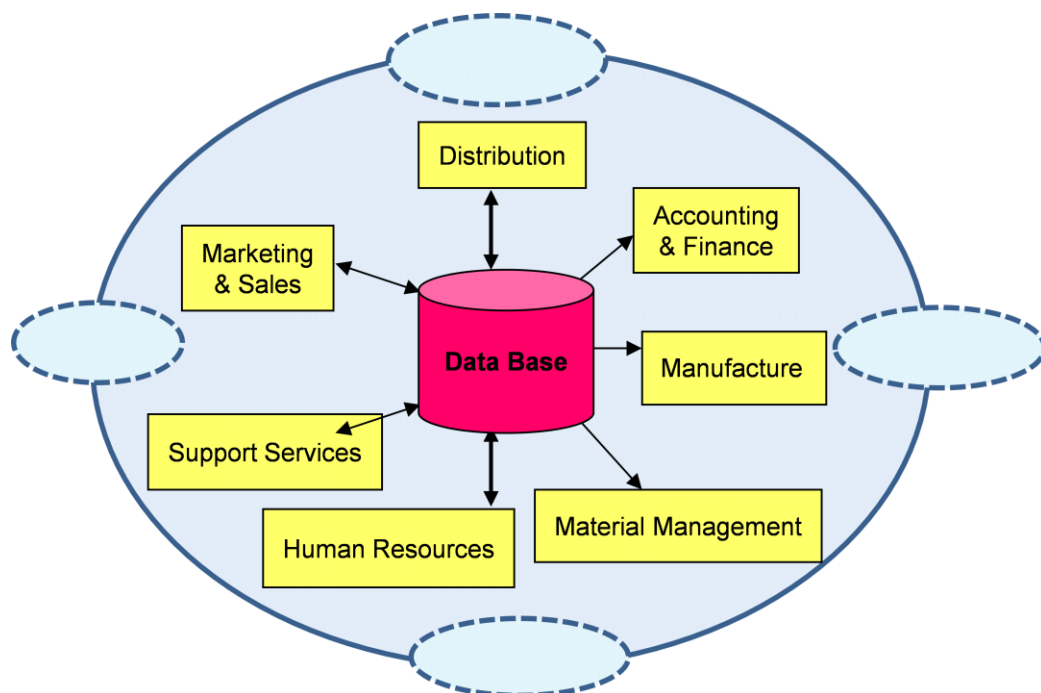 Distribution
Accounting
& Finance
Marketing
& Sales
Data Base
Manufacture
Support Services
Material Management
Human Resources